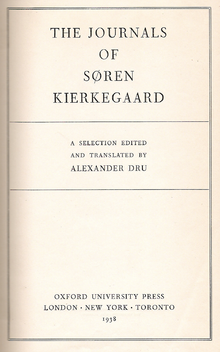 THE JOURNALS
OF
SØREN
KIERKEGAARD
A SELECTION EDITED
AND TRANSLATED BY
ALEXANDER DRU
OXFORD UNIVERSITY PRESS
LONDON · NEW YORK · TORONTO
1938